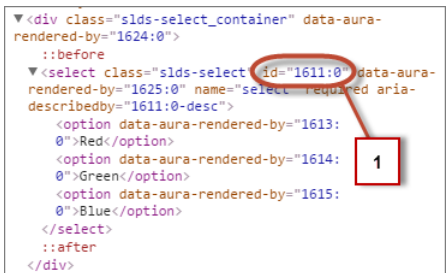 ▼<div class="slds-select_container" data-aura-
rendered-by="1624:0">
::before
▼<select class="slds-select" id="1611:0" data-aura-
rendered-by="1625:0" name="select" required aria-
describedby="1611:0-desc">
<option data-aura-rendered-by="1613:
0">Red</option>
<option data-aura-rendered-by="1614:
0">Green</option>
<option data-aura-rendered-by="1615:
0">Blue</option>
</select>
::after
</div>
1